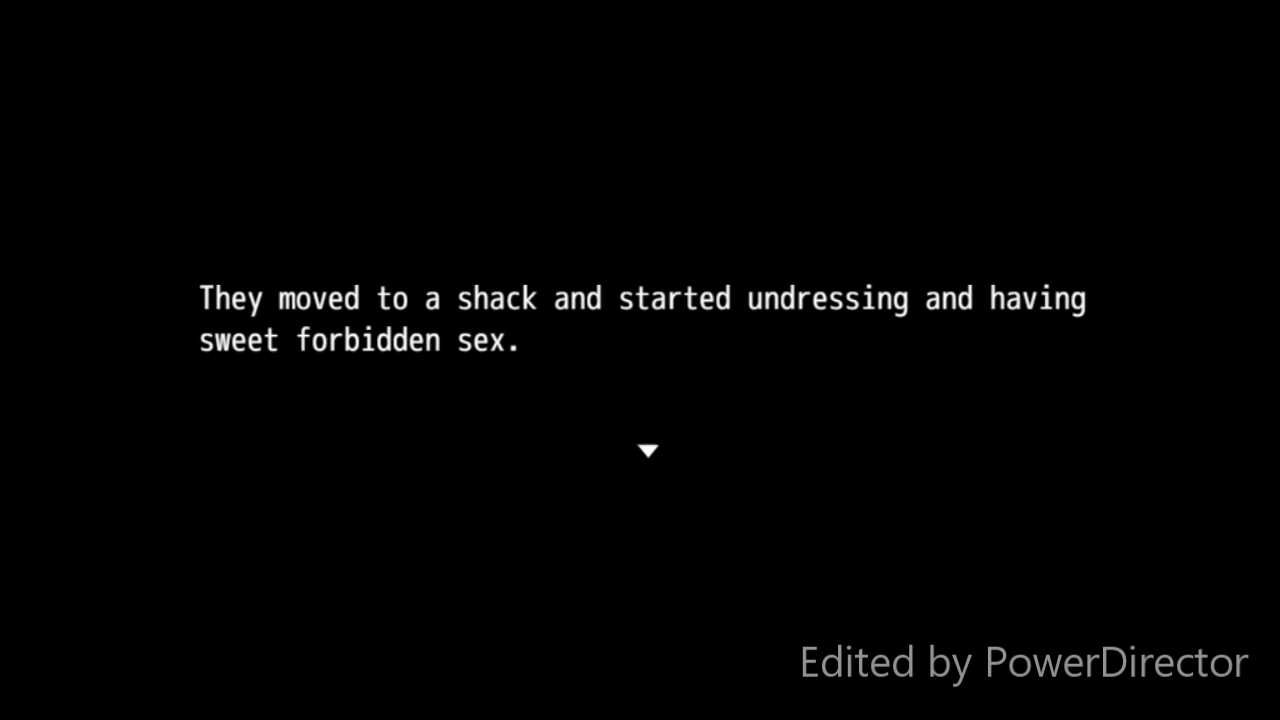 They moved to a shack and started undressing and having
sweet forbidden sex.
Edited by PowerDirector